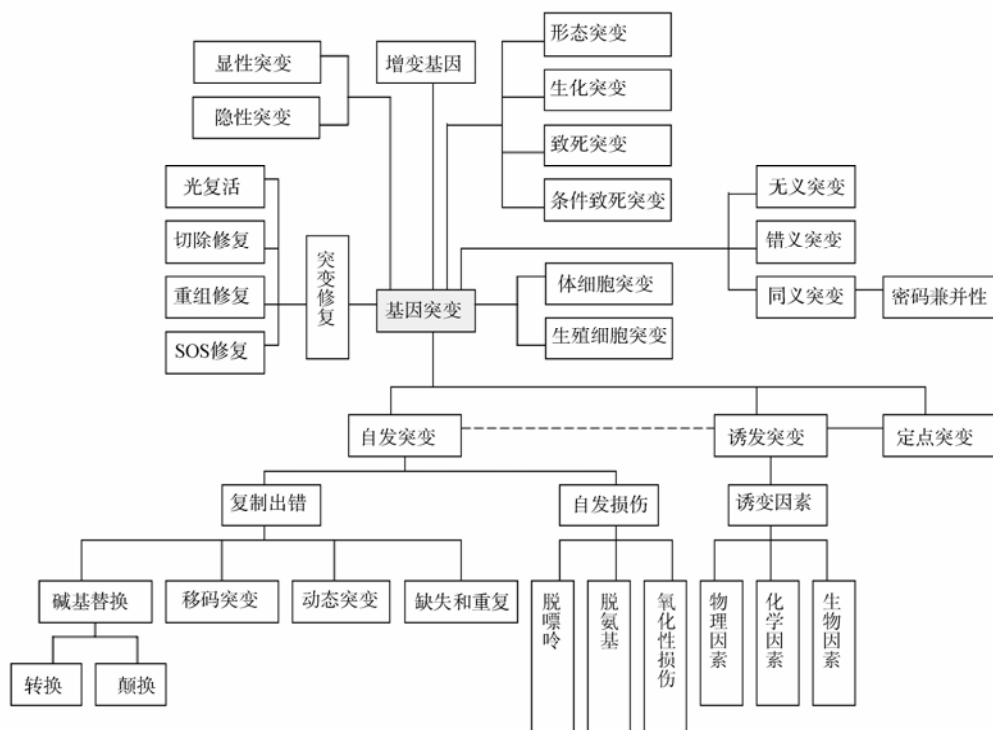 显性突变
增变基因
形态突变
隐性突变
生化突变
致死突变
条件致死突变
光复活
切除修复
重组修复
SOS修复
突变修复
基因突变
体细胞突变
生殖细胞突变
无义突变
错义突变
同义突变
密码兼并性
自发突变
诱发突变
定点突变
复制出错
自发损伤
诱变因素
碱基替换
移码突变
动态突变
缺失和重复
脱嘌呤
脱氨基
氧化性损伤
物理因素
化学因素
生物因素
转换
颠换